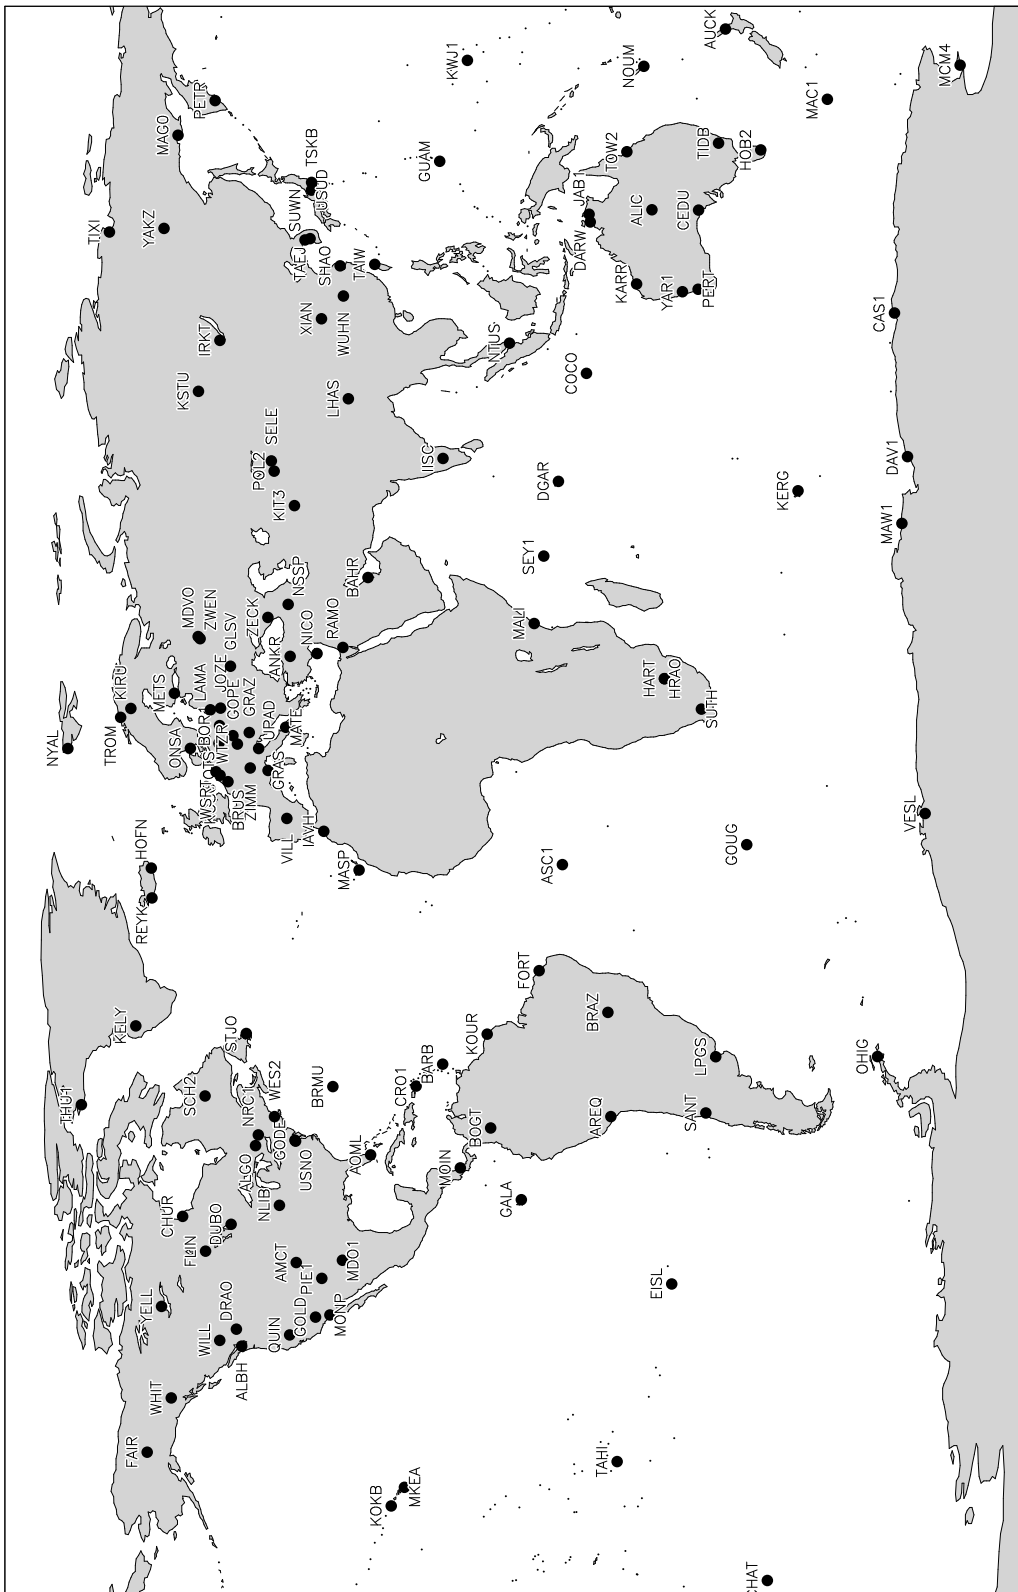 NYAL
THU1
TROM
KIRU
TIXI
KELY
REYK
HOFN
FAIR
YELL
WHIT
CHUR
METS
YAKZ
MAGO
FLIN
SCH2
ONSA
LAMA
MDVO
ZWEN
KSTU
PETR
WILL
DRAO
DUBO
STJO
WSRT
BOR1
JOZE
GLSV
IRKT
ALBH
ALGO
NRC1
BRUS
WTZR
GOPE
QUIN
NLIB
GODE
WES2
ZIMM
GRAZ
UPAD
ZECK
POL2
SELE
GOLD
PIE1
AMCT
USNO
VILL
GRAS
MATE
ANKR
NSSP
KIT3
TAEJ
SUWN
USUD
TSKB
MONP
MDO1
BRMU
IAVH
NICO
RAMO
XIAN
SHAO
KOKB
MKEA
AOML
MASP
BAHR
LHAS
WUHN
TAIW
CRO1
BARB
IISC
GUAM
KWJ1
MOIN
BOGT
KOUR
NTUS
GALA
FORT
MALI
SEY1
DGAR
COCO
ASC1
DARW
JAB1
TAHI
AREQ
BRAZ
KARR
TOW2
NOUM
EISL
HART
HRAO
ALIC
SANT
LPGS
SUTH
YAR1
PERT
CEDU
TIDB
AUCK
CHAT
GOUG
HOB2
KERG
MAC1
OHIG
VESL
MAW1
DAV1
CAS1
MCM4